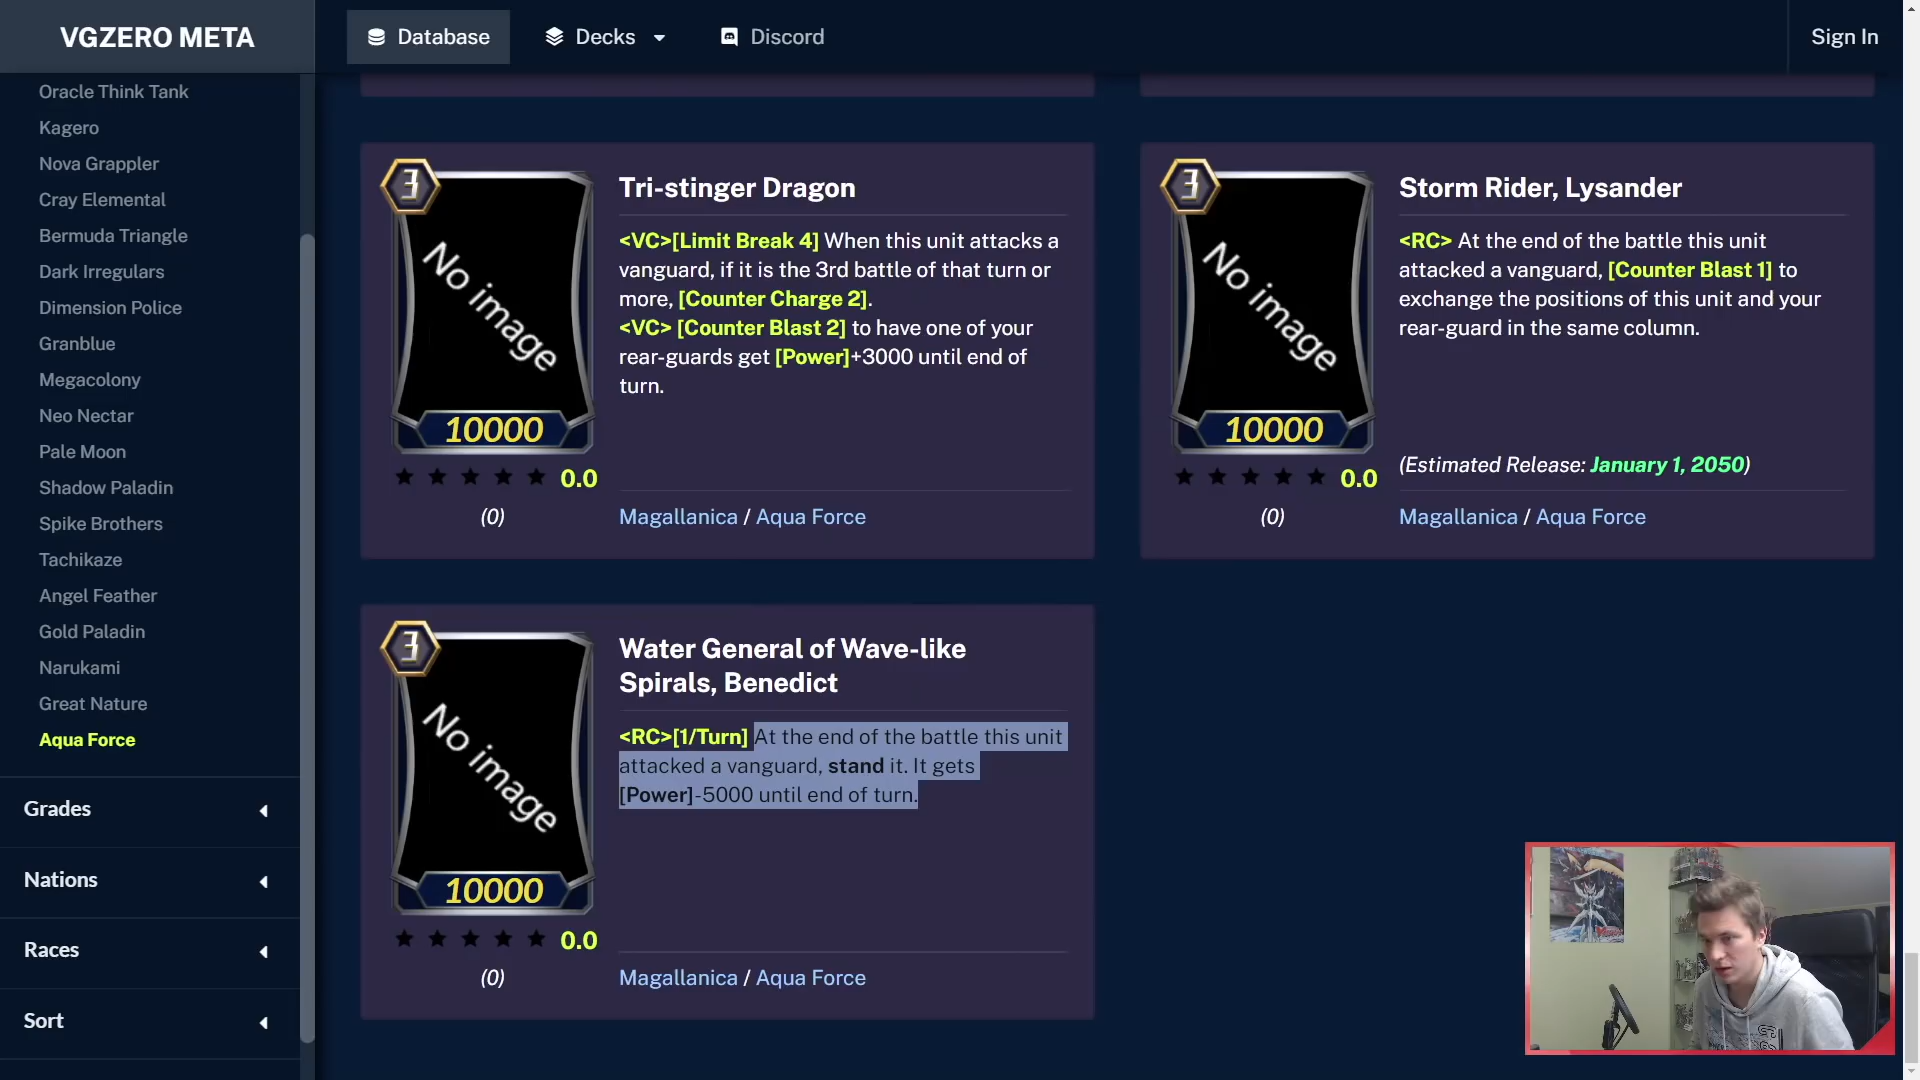 VGZERO META
Database
Decks
Discord
Sign In
Oracle Think Tank
Kagero
Nova Grappler
Cray Elemental
Bermuda Triangle
Dark Irregulars
Dimension Police
Granblue
Megacolony
Neo Nectar
Pale Moon
Shadow Paladin
Spike Brothers
Tachikaze
Angel Feather
Gold Paladin
Narukami
Great Nature
Aqua Force
Grades
Nations
Races
Sort
3
No image
10000
0.0
(0)
Tri-stinger Dragon
<VC>[Limit Break 4] When this unit attacks a
vanguard, if it is the 3rd battle of that turn or
more, [Counter Charge 2].
<VC> [Counter Blast 2] to have one of your
rear-guards get [Power]+3000 until end of
turn.
Magallanica / Aqua Force
3
No image
10000
0.0
(0)
Storm Rider, Lysander
<RC> At the end of the battle this unit
attacked a vanguard, [Counter Blast 1] to
exchange the positions of this unit and your
rear-guard in the same column.
(Estimated Release: January 1, 2050)
Magallanica / Aqua Force
3
No image
10000
0.0
(0)
Water General of Wave-like
Spirals, Benedict
<RC>[1/Turn] At the end of the battle this unit
attacked a vanguard, stand it. It gets
[Power]-5000 until end of turn.
Magallanica / Aqua Force